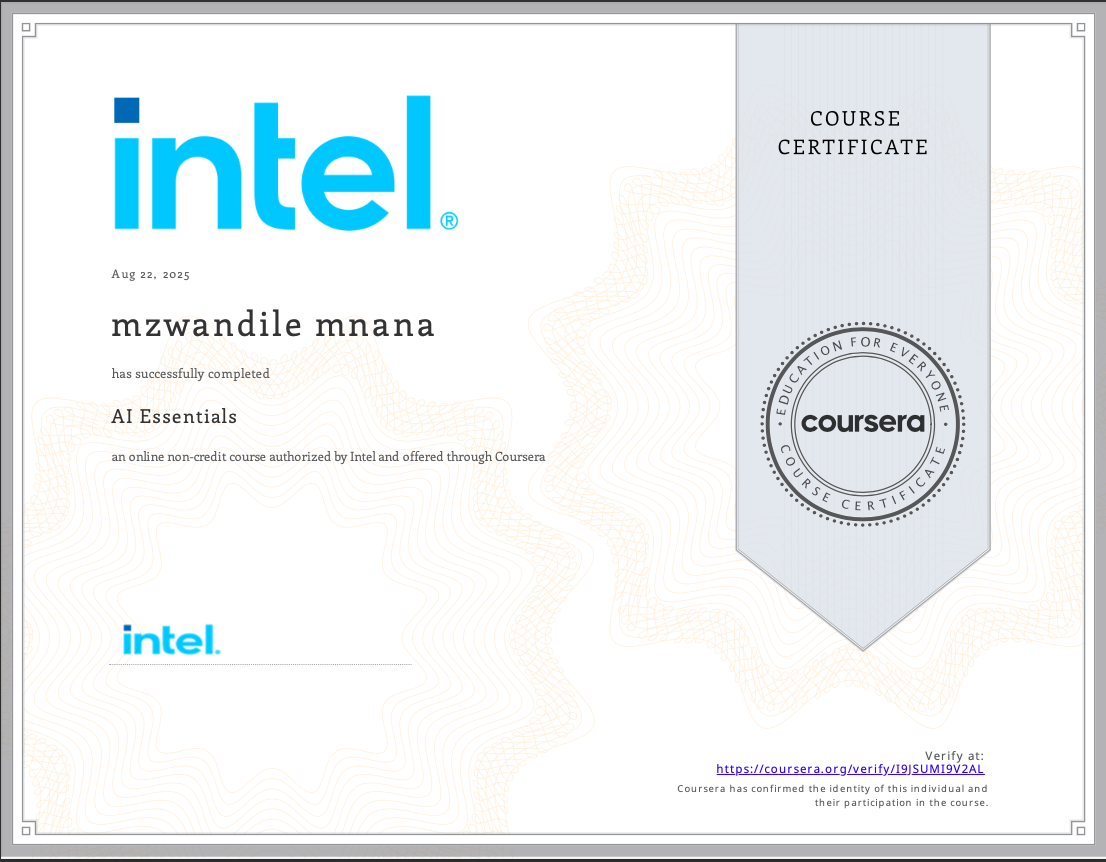 intel®
Aug 22, 2025
mzwandile mnana
has successfully completed
AI Essentials
an online non-credit course authorized by Intel and offered through Coursera
intel.
COURSE
CERTIFICATE
EDUCATION FOR EVERYONE
coursera
COURSE CERTIFICATE
Verify at:
https://coursera.org/verify/I9JSUMI9V2AL
Coursera has confirmed the identity of this individual and
their participation in the course.